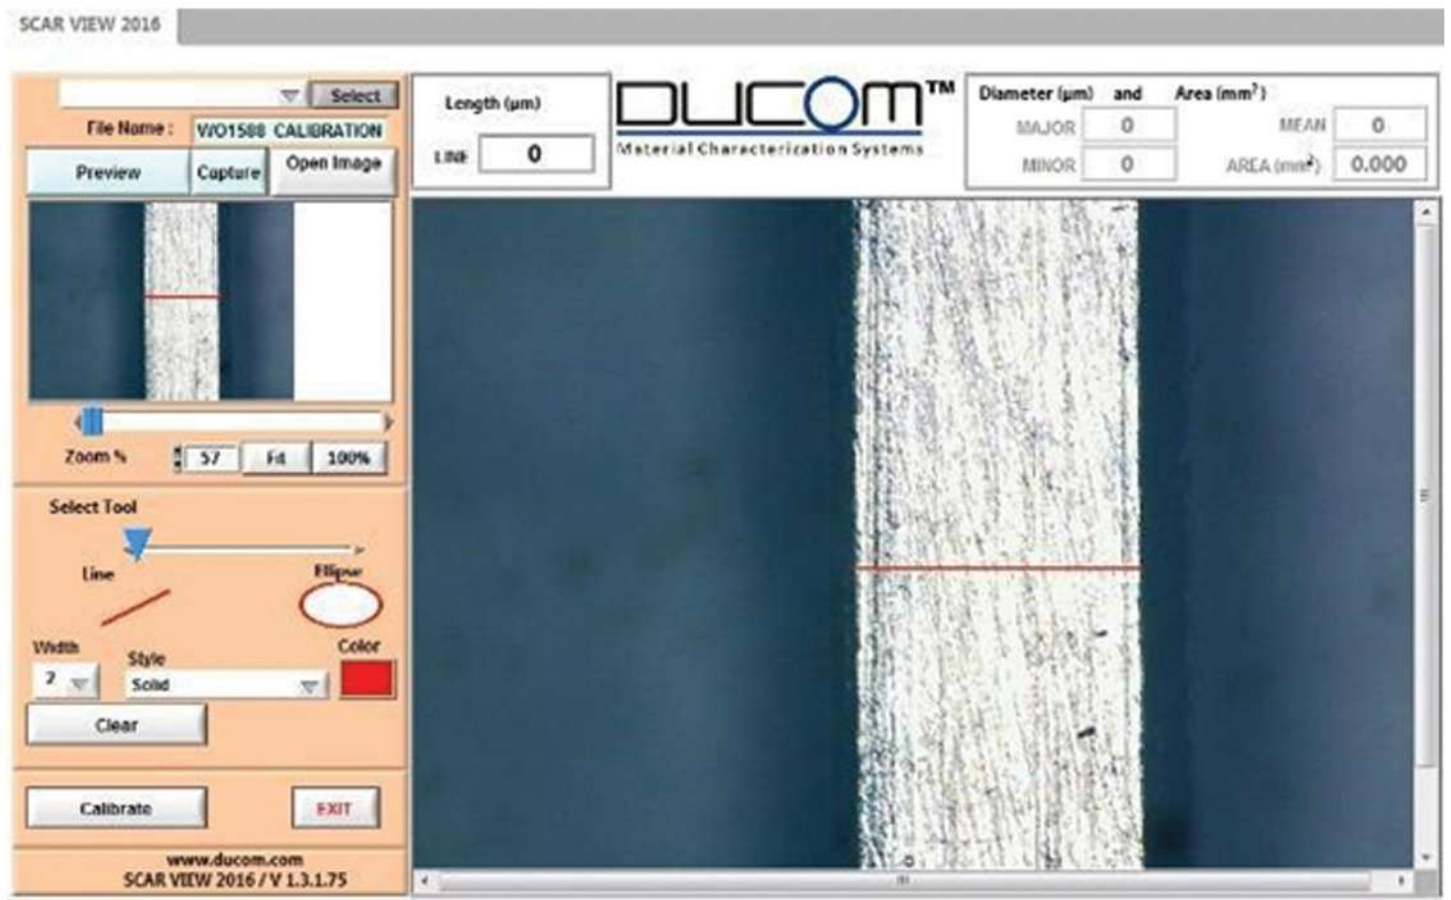 SCAR VIEW 2016
Select
File Name : WO1588 CALIBRATION
Preview Capture Open Image
Zoom % 57 Fit 100%
Select Tool
Line Ellipse
Width Style Color
2 Solid
Clear
Calibrate EXIT
www.ducom.com
SCAR VIEW 2016 / V 1.3.1.75
Length (µm)
LINE 0
DUCOM™
Material Characterization Systems
Diameter (µm) and Area (mm²)
MAJOR 0 MEAN 0
MINOR 0 AREA (mm²) 0.000